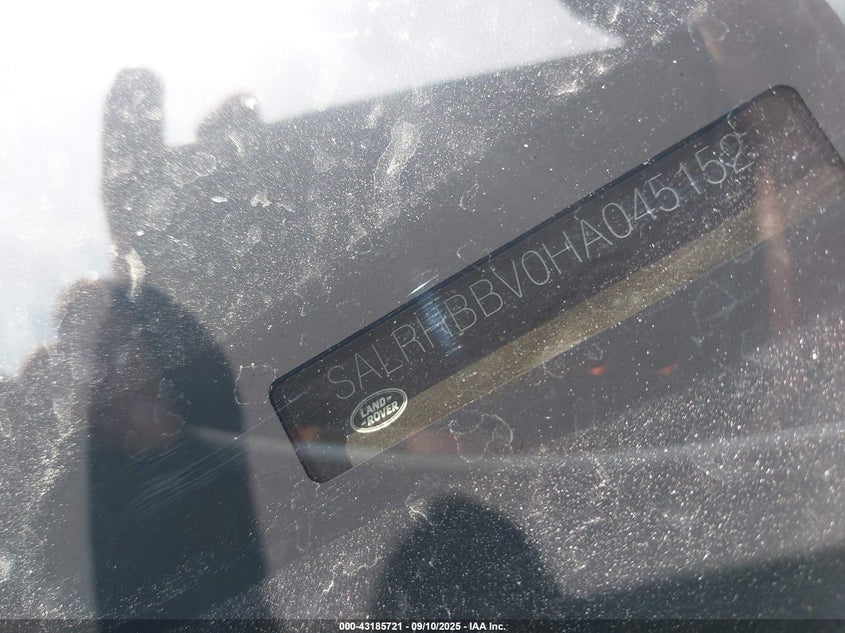 SALRHBBV0HA045152
LAND-
-ROVER
000-43185721 - 09/10/2025 - IAA Inc.